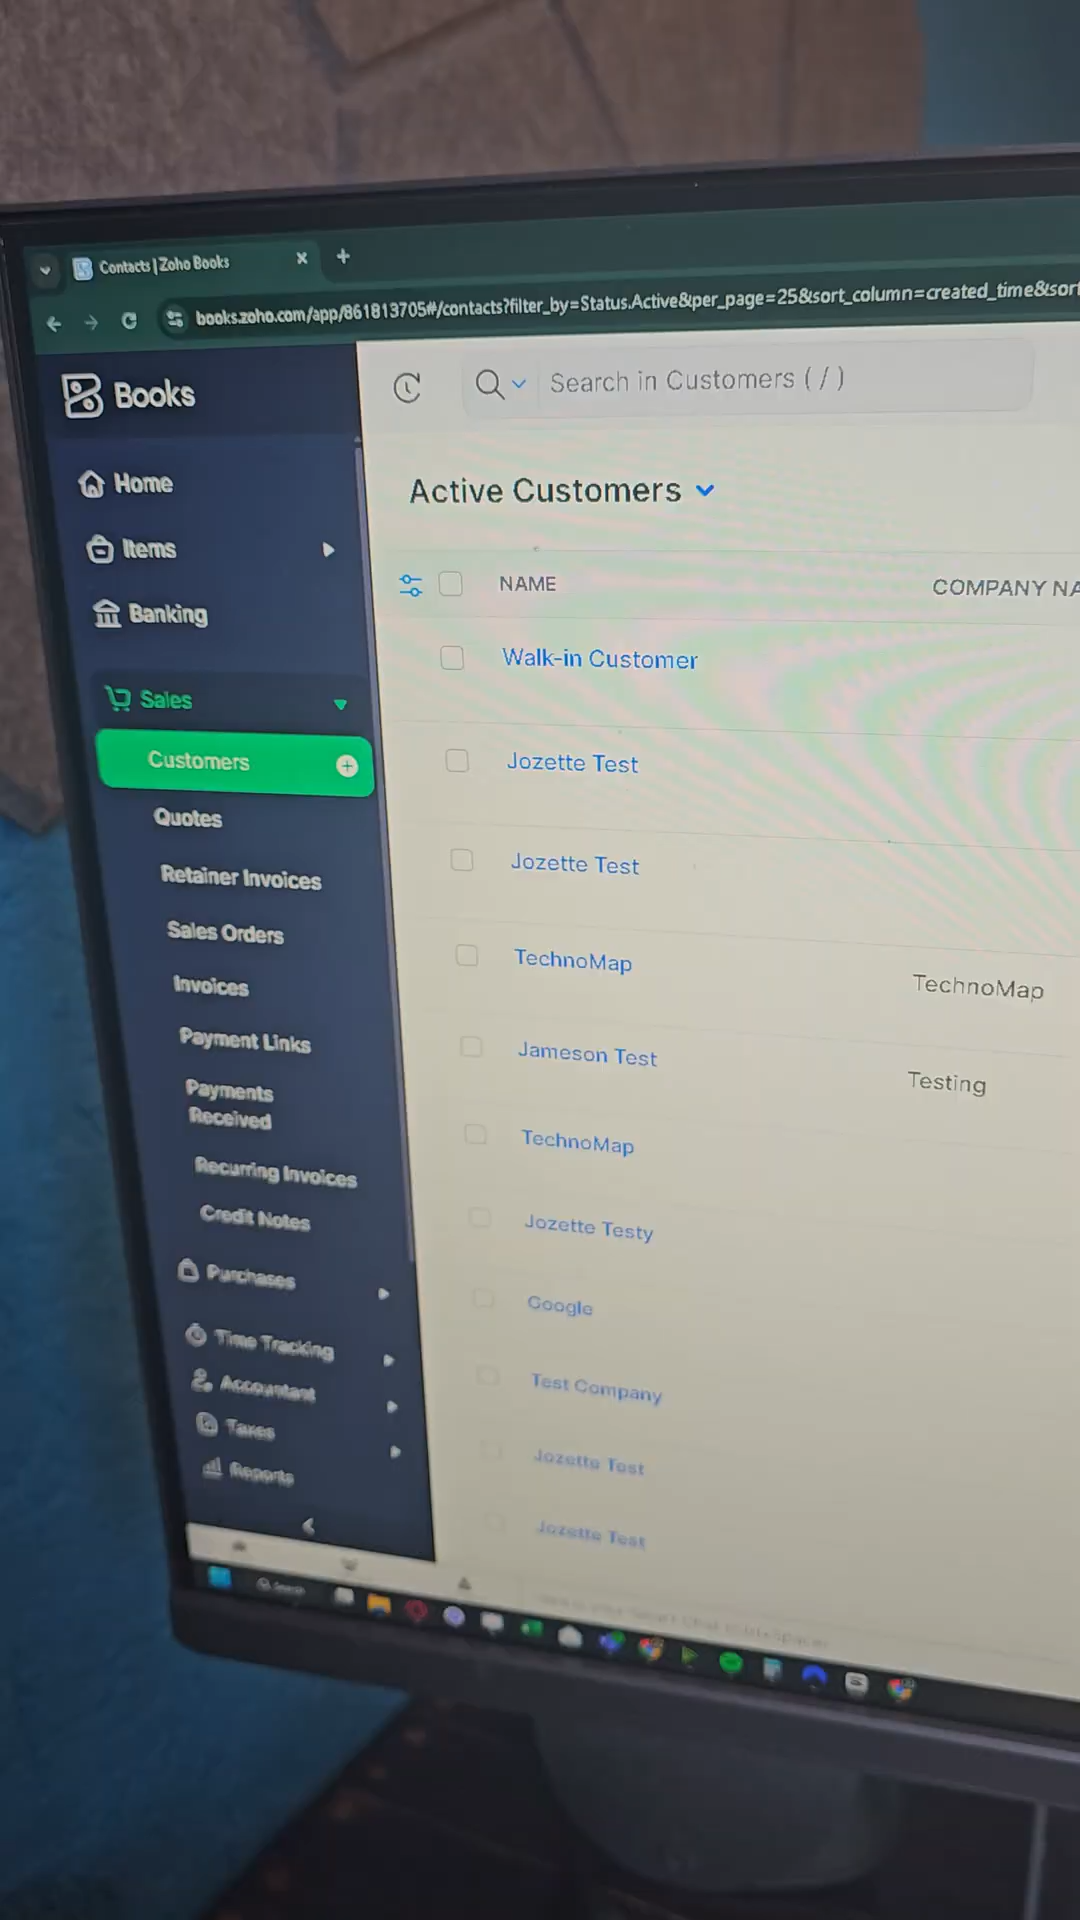 Contacts | Zoho Books
books.zoho.com/app/861813705#/contacts?filter_by=Status.Active&per_page=25&sort_column=created_time&sort
Books
Search in Customers ( / )
Home
Items
Banking
Sales
Customers
Quotes
Retainer Invoices
Sales Orders
Invoices
Payment Links
Payments
Received
Recurring Invoices
Credit Notes
Purchases
Time Tracking
Accountant
Taxes
Reports
Active Customers
NAME
COMPANY NA
Walk-in Customer
Jozette Test
Jozette Test
TechnoMap
TechnoMap
Jameson Test
Testing
TechnoMap
Jozette Testy
Google
Test Company
Jozette Test
Jozette Test
Search